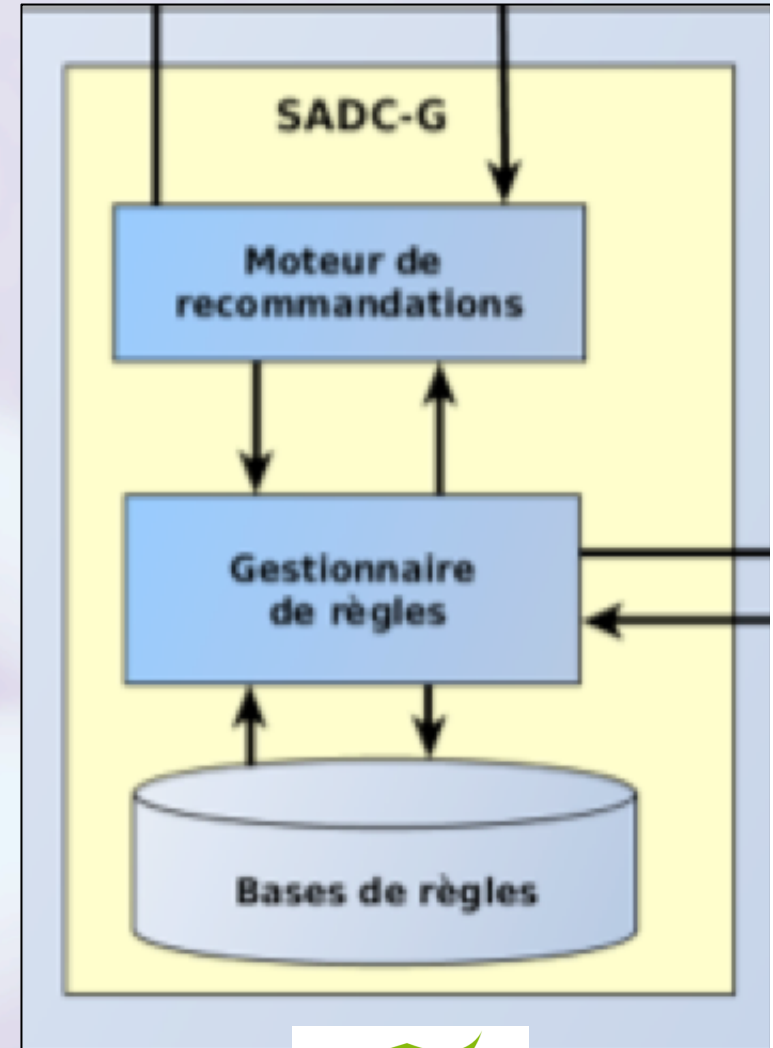 SADC-G
Moteur de
recommandations
Gestionnaire
de règles
Bases de règles